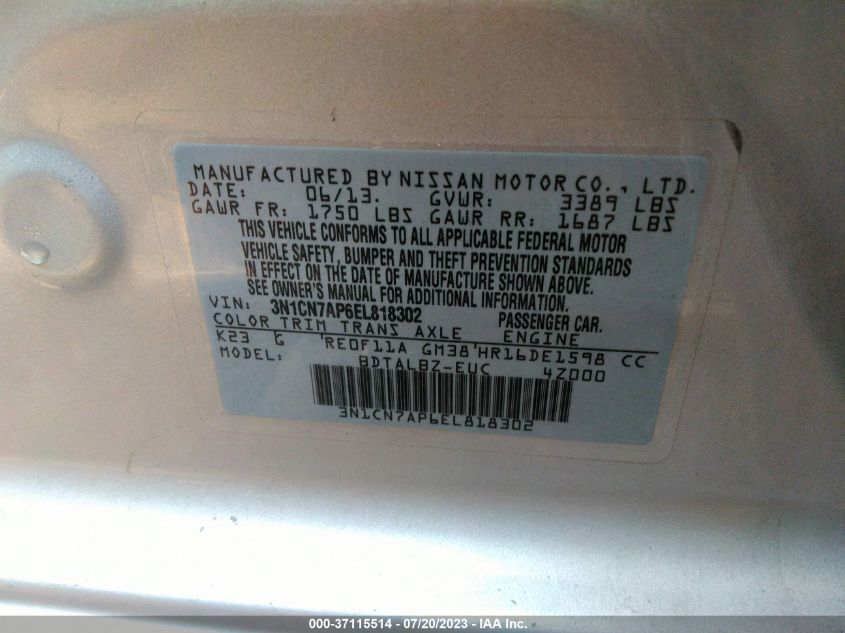 MANUFACTURED BY NISSAN MOTOR CO., LTD.
DATE: 06/13. GVWR: 3389 LBS
GAWR FR: 1750 LBS GAWR RR: 1687 LBS
THIS VEHICLE CONFORMS TO ALL APPLICABLE FEDERAL MOTOR
VEHICLE SAFETY, BUMPER AND THEFT PREVENTION STANDARDS
IN EFFECT ON THE DATE OF MANUFACTURE SHOWN ABOVE.
SEE OWNER'S MANUAL FOR ADDITIONAL INFORMATION.
VIN: 3N1CN7AP6EL818302 PASSENGER CAR.
COLOR TRIM TRANS AXLE ENGINE
K23 G RE0F11A GM38 HR16DE1598 CC
MODEL: BDTALBZ-EUC 4Z000
3N1CN7AP6EL818302
000-37115514 - 07/20/2023 - IAA Inc.